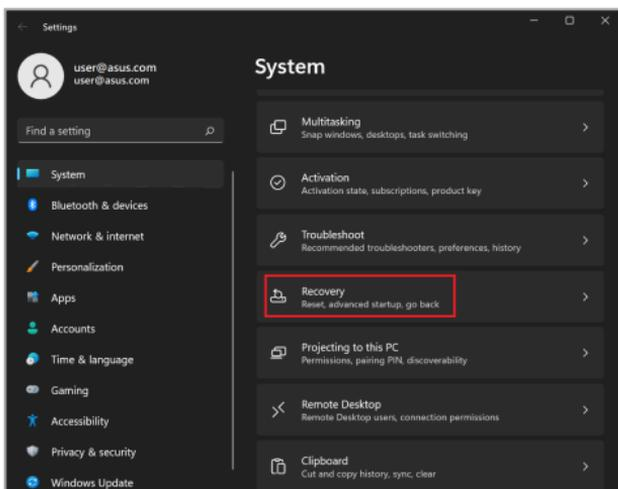 Settings
user@asus.com
user@asus.com
Find a setting
System
Bluetooth & devices
Network & internet
Personalization
Apps
Accounts
Time & language
Gaming
Accessibility
Privacy & security
Windows Update
System
Multitasking
Snap windows, desktops, task switching
Activation
Activation state, subscriptions, product key
Troubleshoot
Recommended troubleshooters, preferences, history
Recovery
Reset, advanced startup, go back
Projecting to this PC
Permissions, pairing PIN, discoverability
Remote Desktop
Remote Desktop users, connection permissions
Clipboard
Cut and copy history, sync, clear